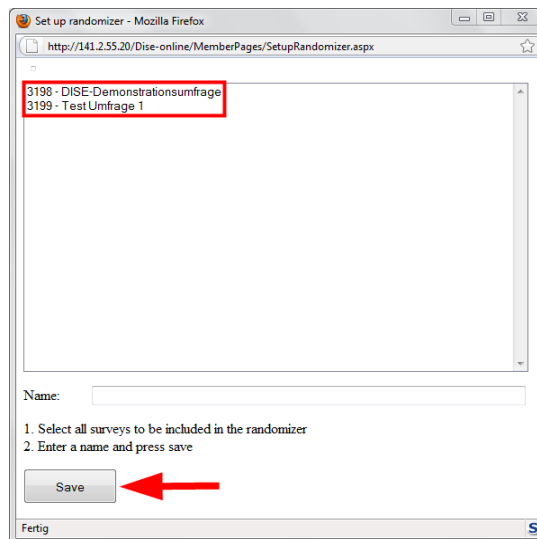 Set up randomizer - Mozilla Firefox
http://141.2.55.20/Dise-online/MemberPages/SetupRandomizer.aspx
3198 - DISE-Demonstrationsumfrage
3199 - Test Umfrage 1
Name:
1. Select all surveys to be included in the randomizer
2. Enter a name and press save
Save
Fertig
S